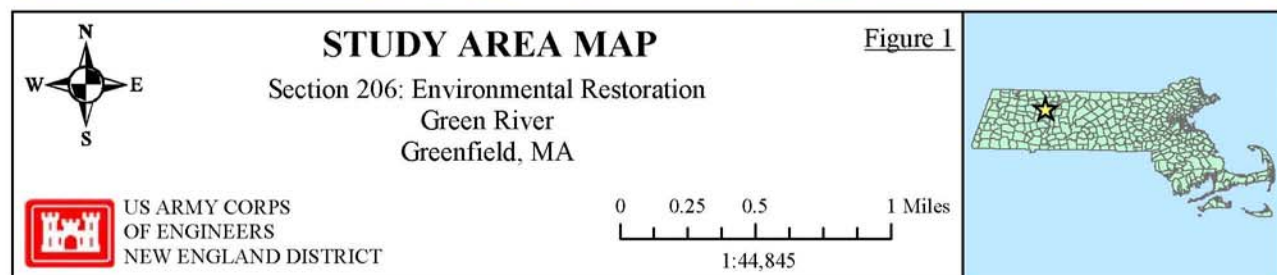 N
W E
S
STUDY AREA MAP
Section 206: Environmental Restoration
Green River
Greenfield, MA
Figure 1
US ARMY CORPS
OF ENGINEERS
NEW ENGLAND DISTRICT
0 0.25 0.5 1 Miles
1:44,845